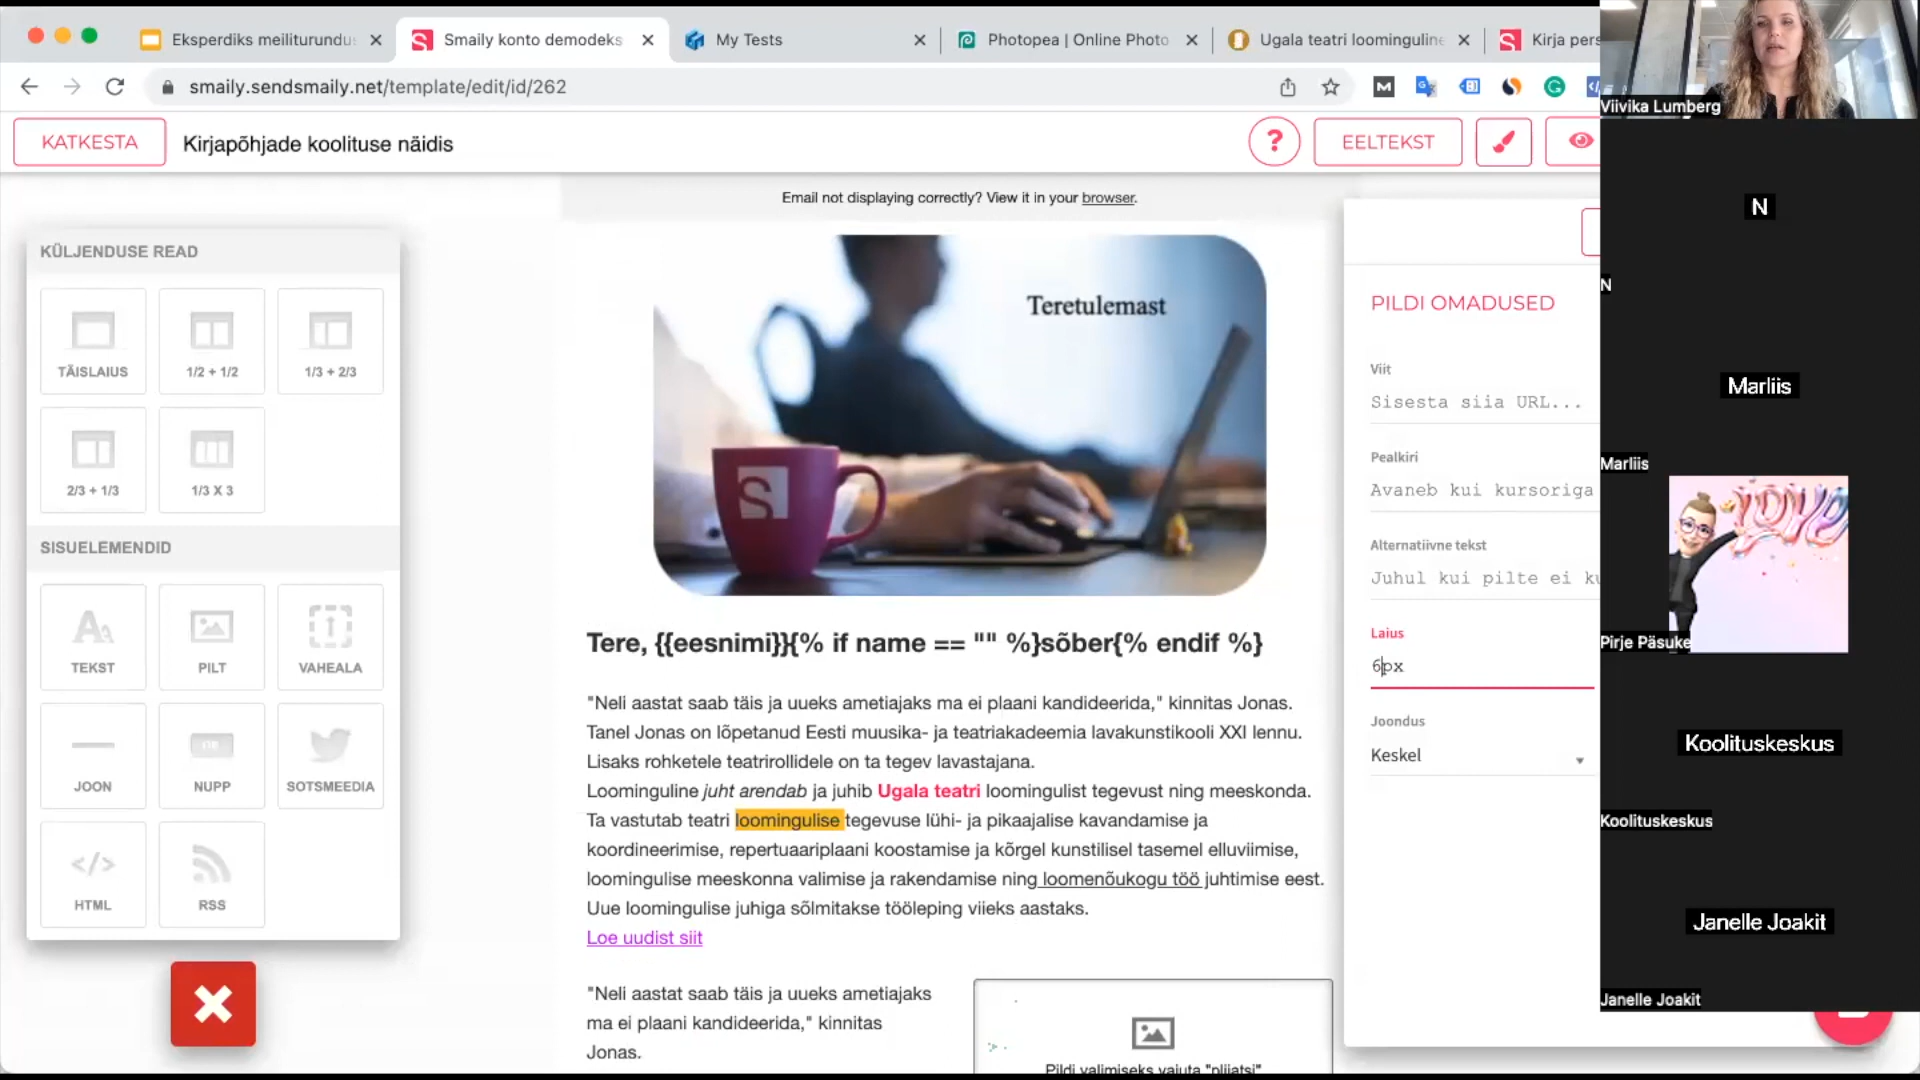 Eksperdiks meiliturundu
Smaily konto demodeks
My Tests
Photopea | Online Photo
Ugala teatri loominguline
Kirja pers
smaily.sendsmaily.net/template/edit/id/262
KATKESTA
Kirjapõhjade koolituse näidis
?
EELTEKST
Viivika Lumberg
Email not displaying correctly? View it in your browser.
KÜLJENDUSE READ
TÄISLAIUS
1/2 + 1/2
1/3 + 2/3
2/3 + 1/3
1/3 X 3
SISUELEMENDID
TEKST
PILT
VAHEALA
JOON
NUPP
SOTSMEEDIA
HTML
RSS
Teretulemast
Tere, {{eesnimi}}{% if name == "" %}sõber{% endif %}
"Neli aastat saab täis ja uueks ametiajaks ma ei plaani kandideerida," kinnitas Jonas.
Tanel Jonas on lõpetanud Eesti muusika- ja teatriakadeemia lavakunstikooli XXI lennu.
Lisaks rohketele teatrirollidele on ta tegev lavastajana.
Loominguline juht arendab ja juhib Ugala teatri loomingulist tegevust ning meeskonda.
Ta vastutab teatri loomingulise tegevuse lühi- ja pikaajalise kavandamise ja
koordineerimise, repertuaariplaani koostamise ja kõrgel kunstilisel tasemel elluviimise,
loomingulise meeskonna valimise ja rakendamise ning loomenõukogu töö juhtimise eest.
Uue loomingulise juhiga sõlmitakse tööleping viieks aastaks.
Loe uudist siit
"Neli aastat saab täis ja uueks ametiajaks
ma ei plaani kandideerida," kinnitas
Jonas.
Pildi valimiseks vajuta "pliiatsi"
PILDI OMADUSED
Viit
Sisesta siia URL...
Pealkiri
Avaneb kui kursoriga
Alternatiivne tekst
Juhul kui pilte ei ku
Laius
6px
Joondus
Keskel
N
N
Marliis
Marliis
Pirje Päsuke
Koolituskeskus
Koolituskeskus
Janelle Joakit
Janelle Joakit